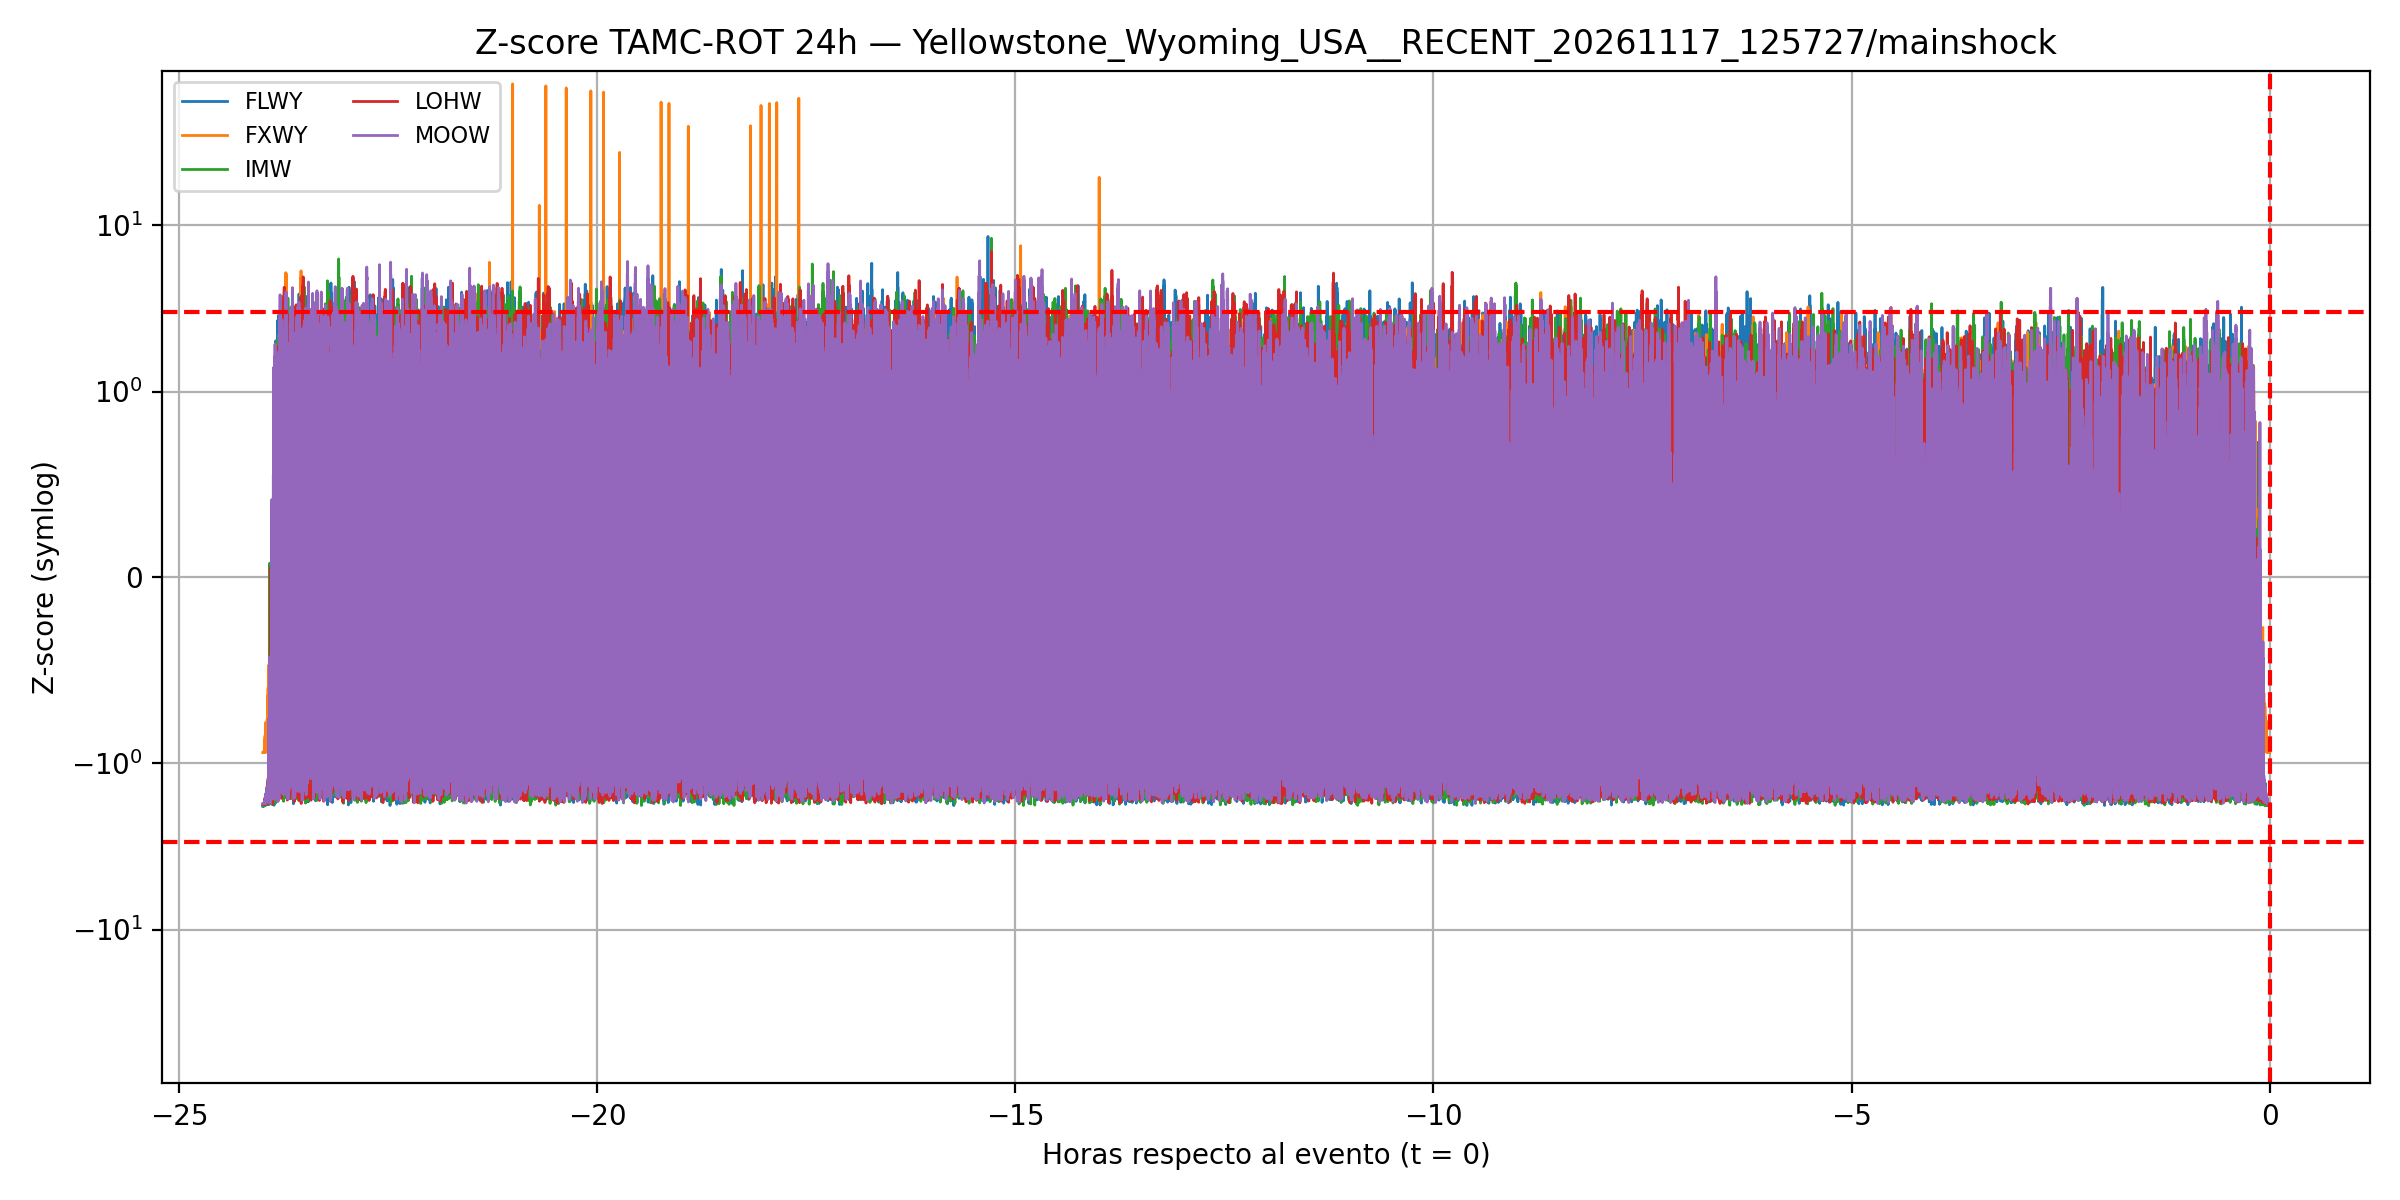 Z-score TAMC-ROT 24h — Yellowstone_Wyoming_USA__RECENT_20261117_125727/mainshock
FLWY
FXWY
IMW
LOHW
MOOW
10¹
10⁰
0
−10⁰
−10¹
Z-score (symlog)
−25
−20
−15
−10
−5
0
Horas respecto al evento (t = 0)